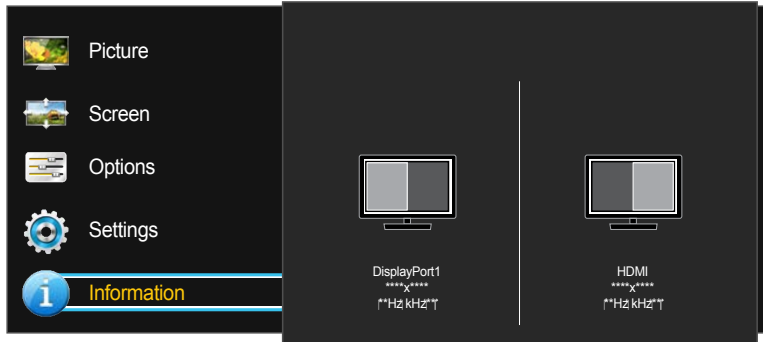 Picture
Screen
Options
Settings
Information
DisplayPort1
****x****
HDMI
****x****